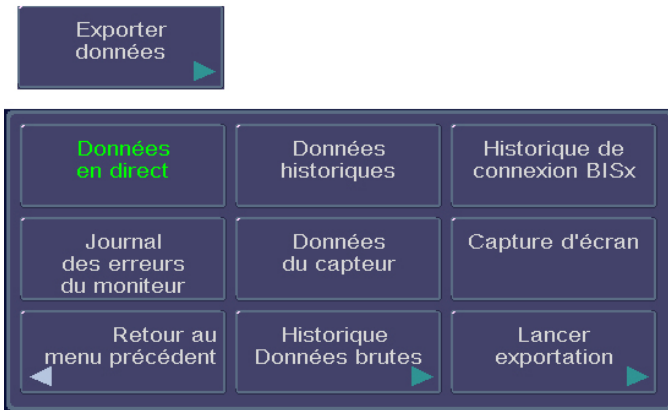 Exporter
données
Données
en direct
Données
historiques
Historique de
connexion BISx
Journal
des erreurs
du moniteur
Données
du capteur
Capture d'écran
Retour au
menu précédent
Historique
Données brutes
Lancer
exportation